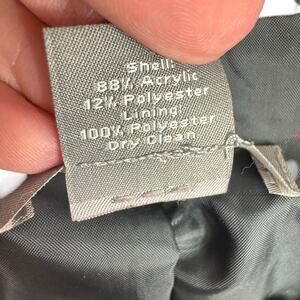 Shell:
88% Acrylic
12% Polyester
Lining:
100% Polyester
Dry Clean